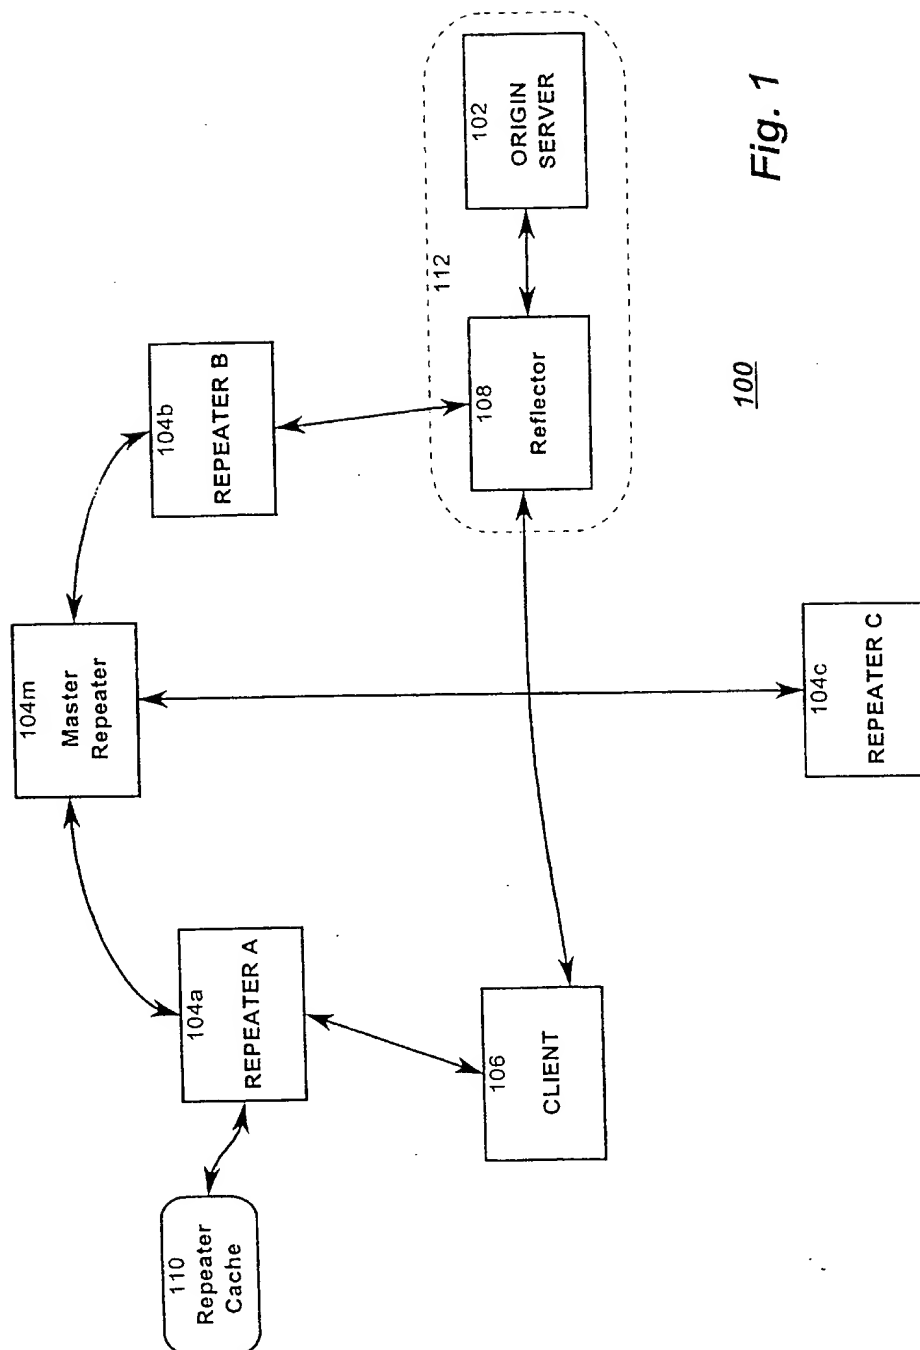 104m
Master
Repeater
104a
REPEATER A
104b
REPEATER B
110
Repeater
Cache
112
106
CLIENT
108
Reflector
102
ORIGIN
SERVER
104c
REPEATER C
100
Fig. 1